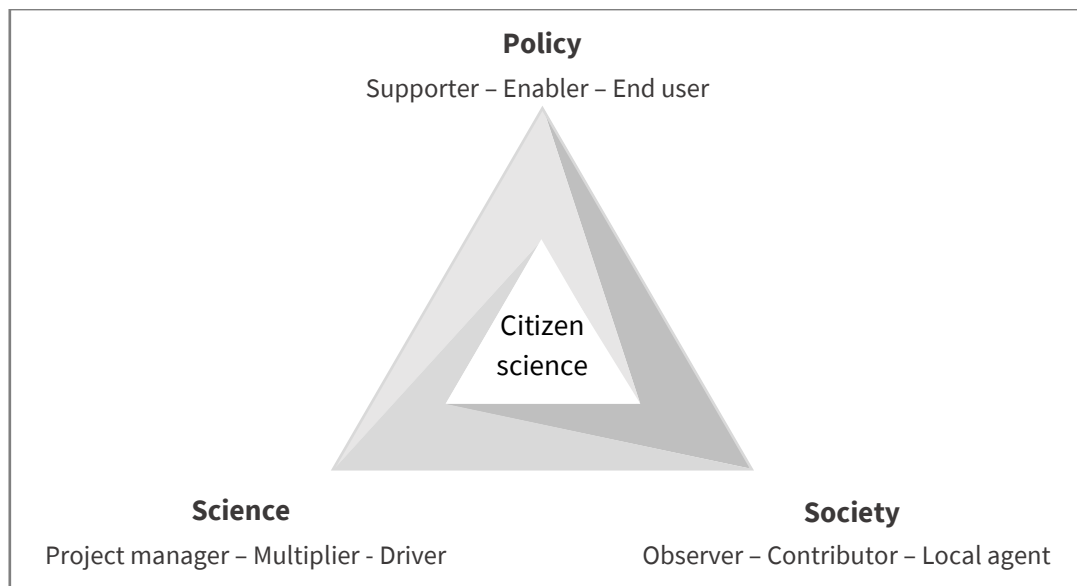 Policy
Supporter – Enabler – End user
Citizen
science
Science
Project manager – Multiplier - Driver
Society
Observer – Contributor – Local agent